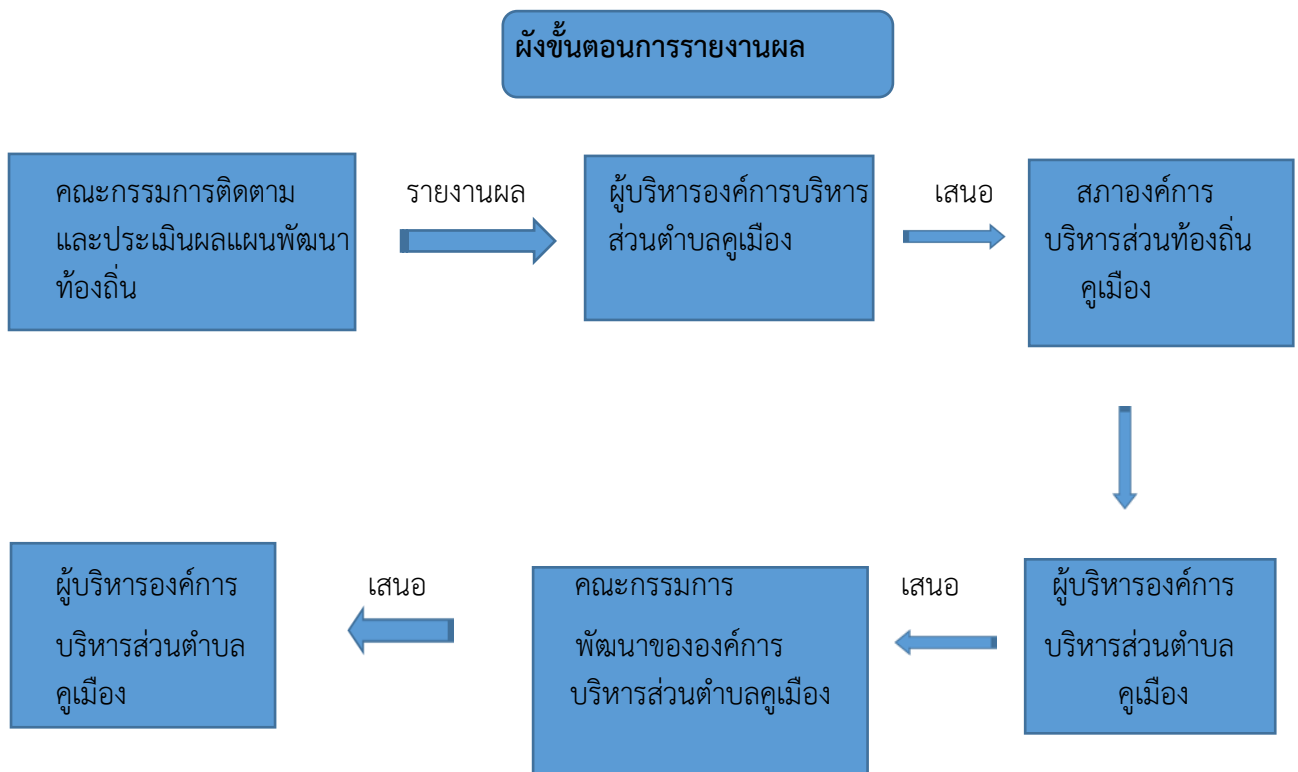 ผังขั้นตอนการรายงานผล
คณะกรรมการติดตาม
และประเมินผลแผนพัฒนา
ท้องถิ่น
รายงานผล
ผู้บริหารองค์การบริหาร
ส่วนตำบลคูเมือง
เสนอ
สภาองค์การ
บริหารส่วนท้องถิ่น
คูเมือง
ผู้บริหารองค์การ
บริหารส่วนตำบล
คูเมือง
เสนอ
คณะกรรมการ
พัฒนาขององค์การ
บริหารส่วนตำบลคูเมือง
เสนอ
ผู้บริหารองค์การ
บริหารส่วนตำบล
คูเมือง